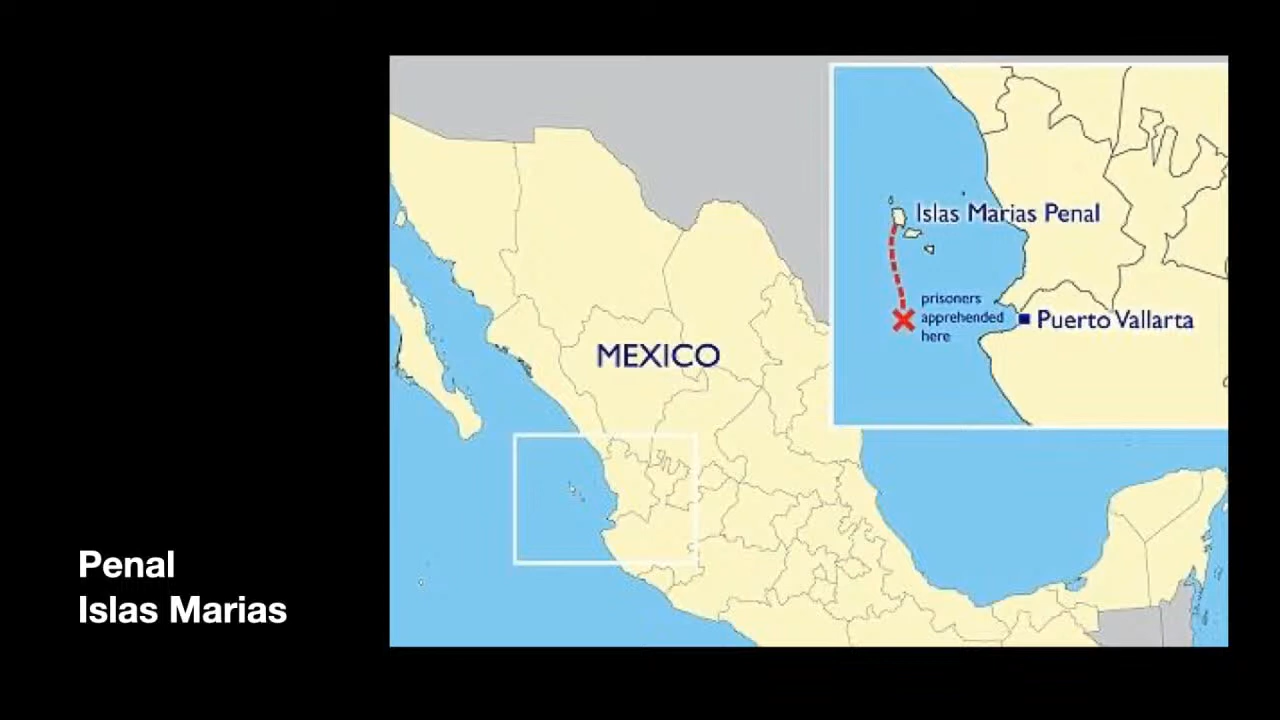 Penal
Islas Marias
MEXICO
Islas Marias Penal
prisoners
apprehended
here
Puerto Vallarta